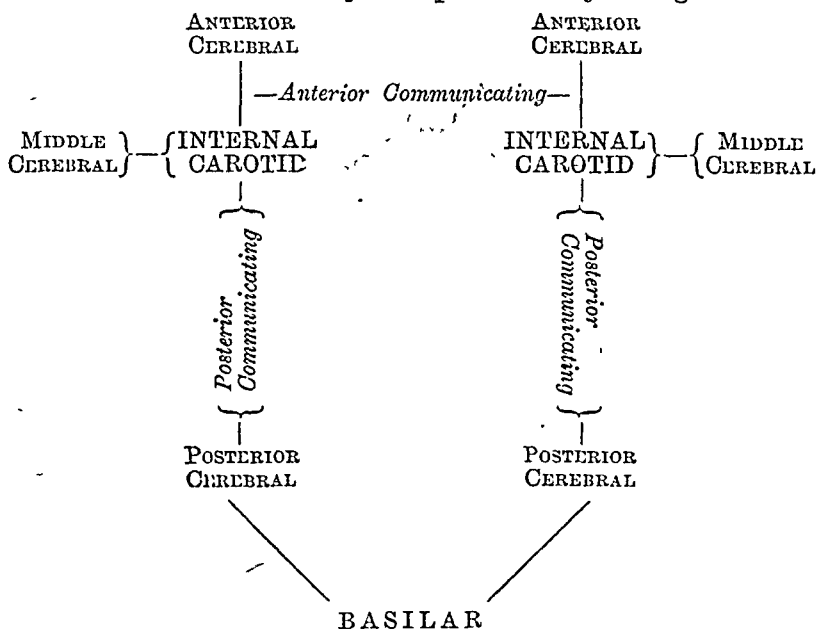 ANTERIOR ANTERIOR
CEREBRAL CEREBRAL
—Anterior Communicating—
MIDDLE INTERNAL INTERNAL MIDDLE
CEREBRAL CAROTID CAROTID CEREBRAL
Posterior
Communicating
Posterior
Communicating
POSTERIOR POSTERIOR
CEREBRAL CEREBRAL
BASILAR